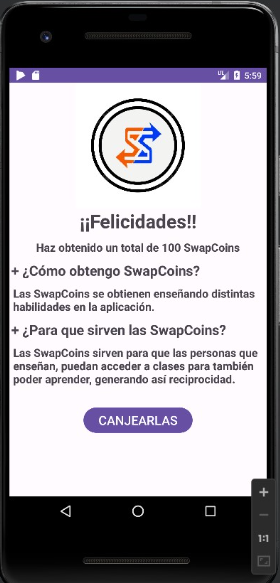 5:59
¡¡Felicidades!!
Haz obtenido un total de 100 SwapCoins
+ ¿Cómo obtengo SwapCoins?
Las SwapCoins se obtienen enseñando distintas
habilidades en la aplicación.
+ ¿Para que sirven las SwapCoins?
Las SwapCoins sirven para que las personas que
enseñan, puedan acceder a clases para también
poder aprender, generando así reciprocidad.
CANJEARLAS
1:1